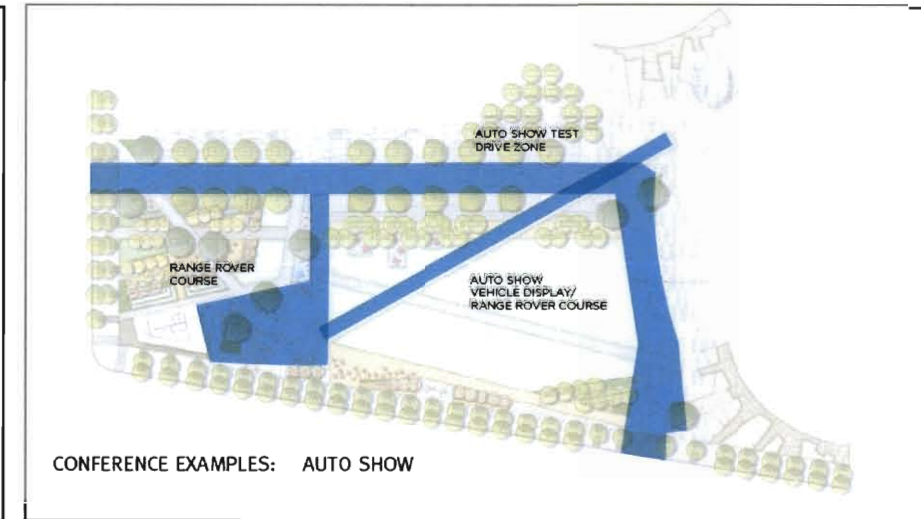 AUTO SHOW TEST
DRIVE ZONE
RANGE ROVER
COURSE
AUTO SHOW
VEHICLE DISPLAY/
RANGE ROVER COURSE
CONFERENCE EXAMPLES: AUTO SHOW